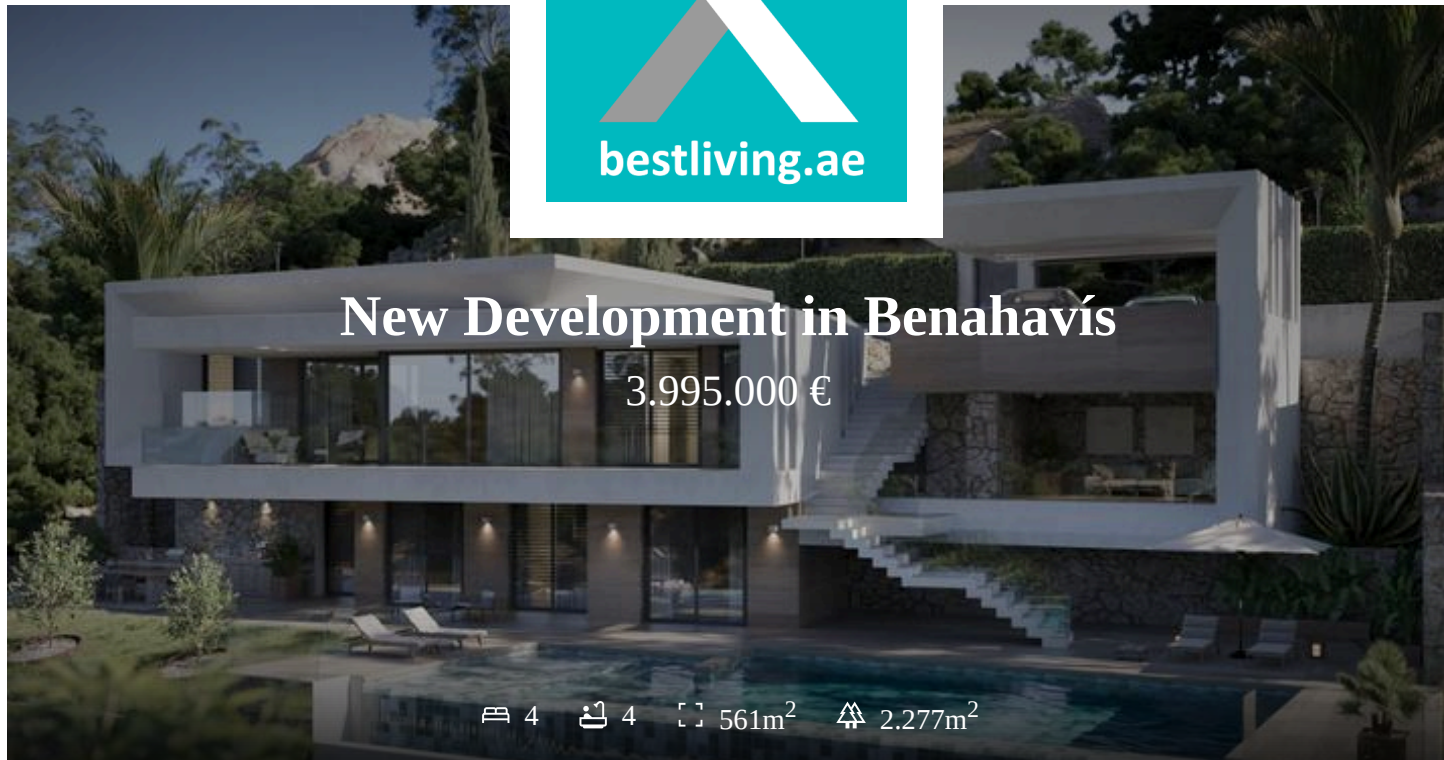 bestliving.ae
New Development in Benahavís
3.995.000 €
4 4 561m² 2.277m²